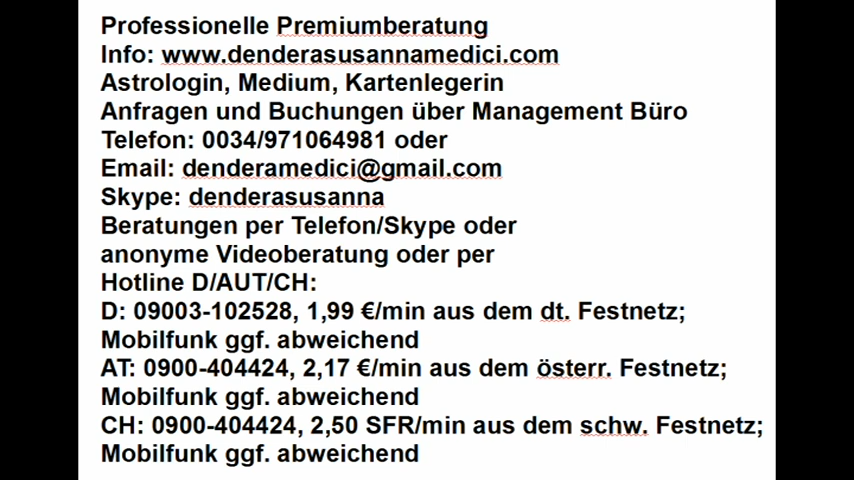 Professionelle Premiumberatung
Info: www.denderasusannamedici.com
Astrologin, Medium, Kartenlegerin
Anfragen und Buchungen über Management Büro
Telefon: 0034/971064981 oder
Email: denderamedici@gmail.com
Skype: denderasusanna
Beratungen per Telefon/Skype oder
anonyme Videoberatung oder per
Hotline D/AUT/CH:
D: 09003-102528, 1,99 €/min aus dem dt. Festnetz;
Mobilfunk ggf. abweichend
AT: 0900-404424, 2,17 €/min aus dem österr. Festnetz;
Mobilfunk ggf. abweichend
CH: 0900-404424, 2,50 SFR/min aus dem schw. Festnetz;
Mobilfunk ggf. abweichend